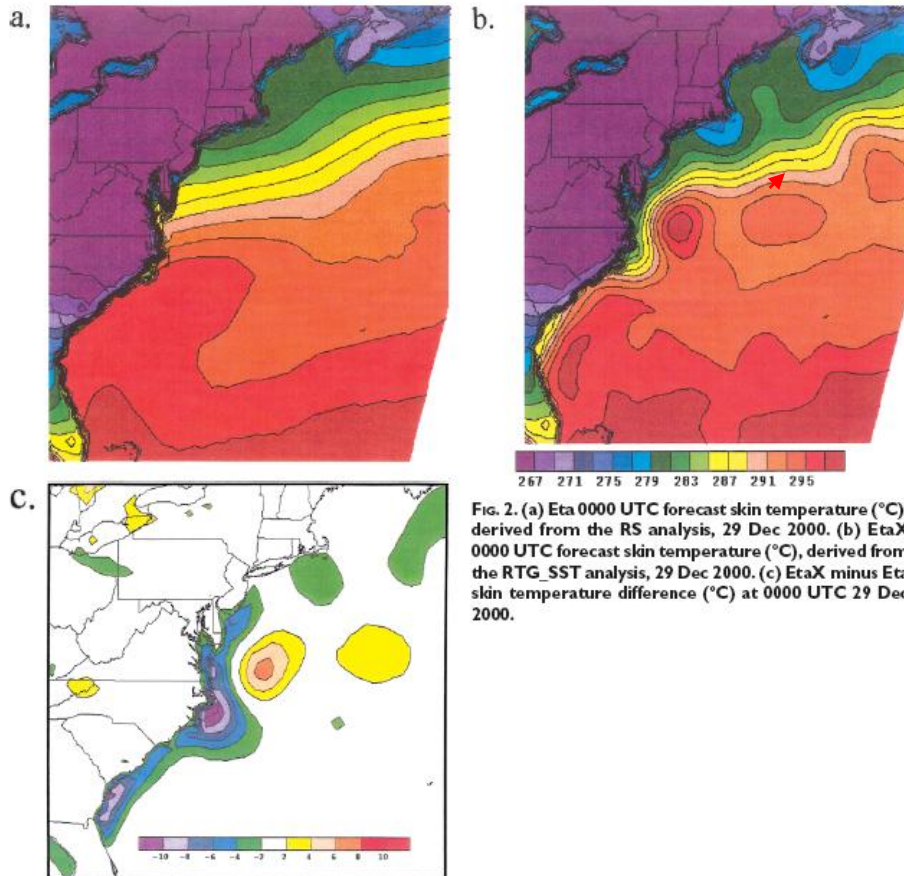 a.
b.
267 271 275 279 283 287 291 295
c.
-10 -8 -6 -4 -2 2 4 6 8 10
FIG. 2. (a) Eta 0000 UTC forecast skin temperature (°C),
derived from the RS analysis, 29 Dec 2000. (b) EtaX
0000 UTC forecast skin temperature (°C), derived from
the RTG_SST analysis, 29 Dec 2000. (c) EtaX minus Eta
skin temperature difference (°C) at 0000 UTC 29 Dec
2000.